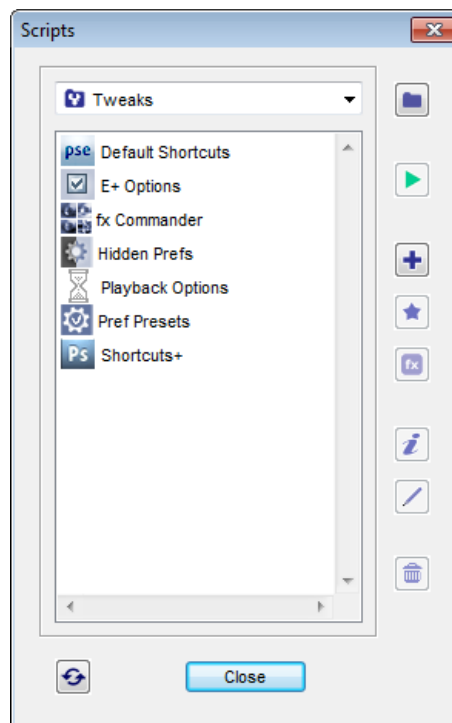 Scripts
Tweaks
pse Default Shortcuts
E+ Options
fx Commander
Hidden Prefs
Playback Options
Pref Presets
Ps Shortcuts+
fx
i
Close